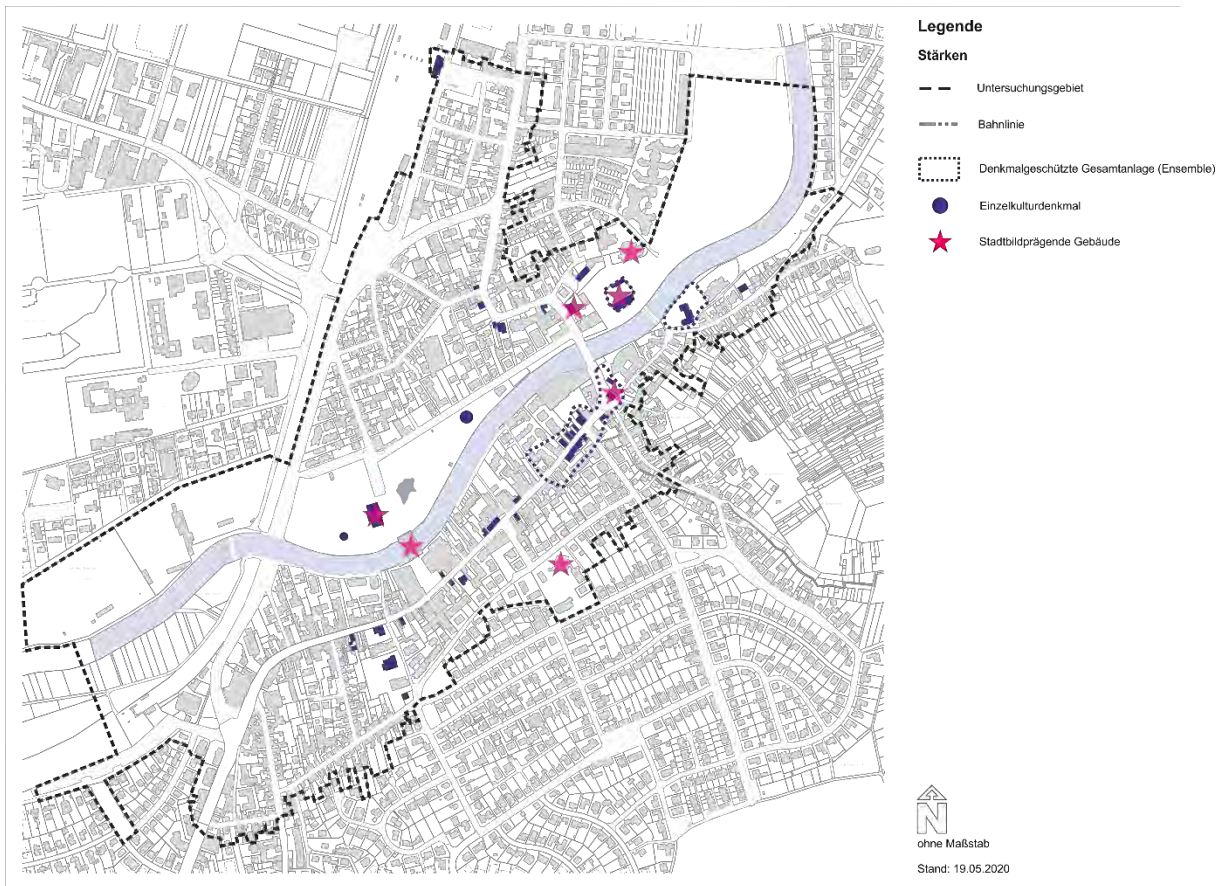 Legende
Stärken
Untersuchungsgebiet
Bahnlinie
Denkmalgeschützte Gesamtanlage (Ensemble)
Einzelkulturdenkmal
Stadtbildprägende Gebäude
N
ohne Maßstab
Stand: 19.05.2020